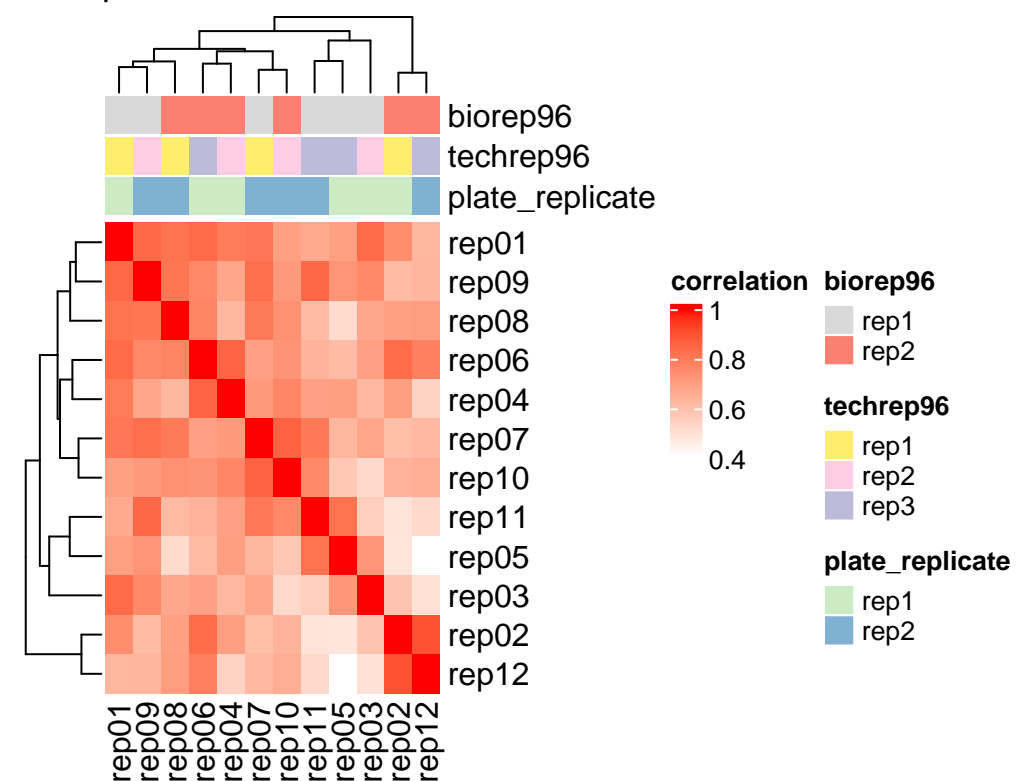 biorep96
techrep96
plate_replicate
rep01
rep09
rep08
rep06
rep04
rep07
rep10
rep11
rep05
rep03
rep02
rep12
rep01
rep09
rep08
rep06
rep04
rep07
rep10
rep11
rep05
rep03
rep02
rep12
correlation
1
0.8
0.6
0.4
biorep96
rep1
rep2
techrep96
rep1
rep2
rep3
plate_replicate
rep1
rep2